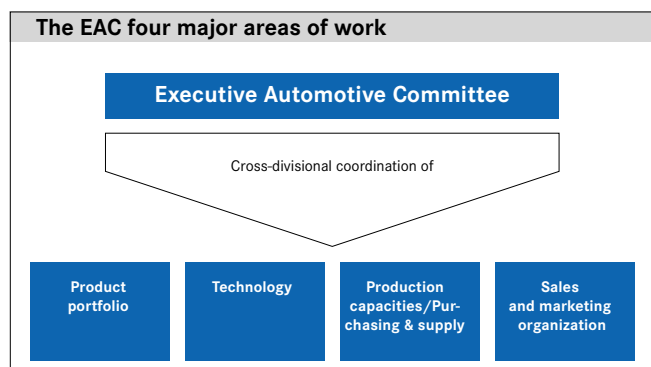 The EAC four major areas of work
Executive Automotive Committee
Cross-divisional coordination of
Product
portfolio
Technology
Production
capacities/Pur-
chasing & supply
Sales
and marketing
organization